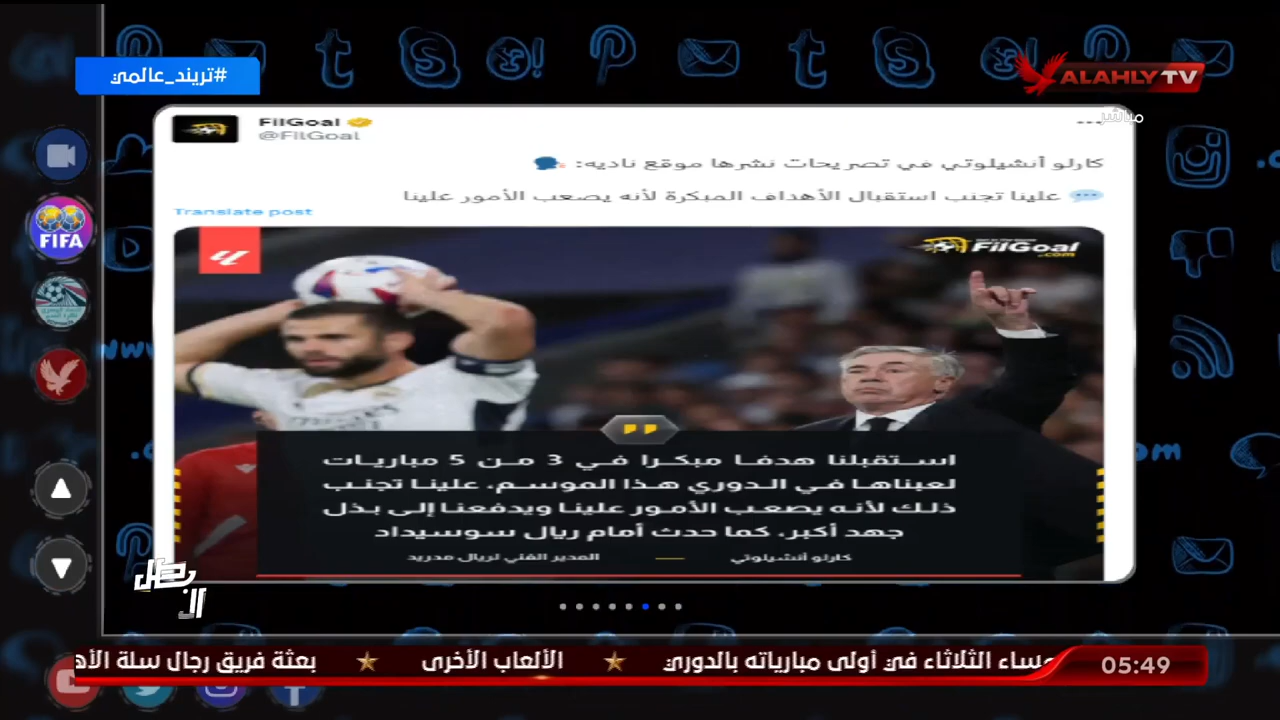 #تريند_عالمي
ALAHLY TV
مباشر
FilGoal
@FilGoal
كارلو أنشيلوتي في تصريحات نشرها موقع ناديه:
علينا تجنب استقبال الأهداف المبكرة لأنه يصعب الأمور علينا
Translate post
FilGoal
.com
FIFA
استقبلنا هدفا مبكرا في 3 من 5 مباريات
لعبناها في الدوري هذا الموسم، علينا تجنب
ذلك لأنه يصعب الأمور علينا ويدفعنا إلى بذل
جهد أكبر، كما حدث أمام ريال سوسيداد
كارلو أنشيلوتي — المدير الفني لريال مدريد
مساء الثلاثاء في أولى مبارياته بالدوري ★ الألعاب الأخرى ★ بعثة فريق رجال سلة
05:49